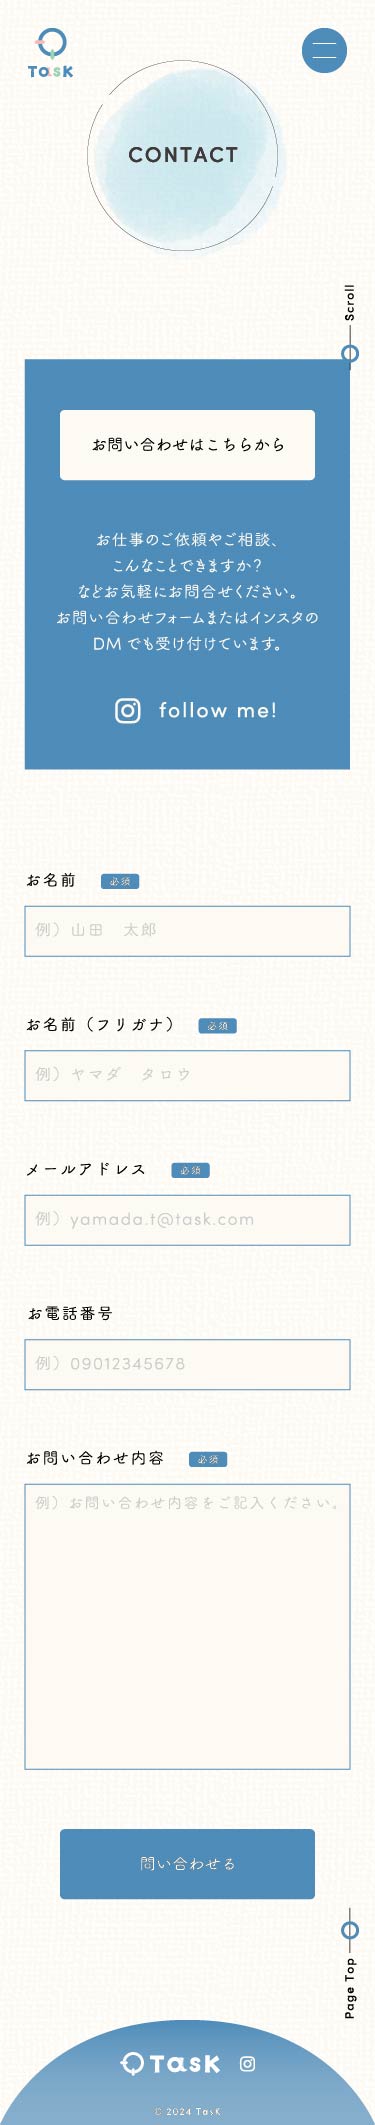 TasK
CONTACT
Scroll
お問い合わせはこちらから
お仕事のご依頼やご相談、
こんなことできますか？
などお気軽にお問合せください。
お問い合わせフォームまたはインスタの
DM でも受け付けています。
follow me!
お名前 必須
例）山田　太郎
お名前（フリガナ） 必須
例）ヤマダ　タロウ
メールアドレス 必須
例）yamada.t@task.com
お電話番号
例）09012345678
お問い合わせ内容 必須
例）お問い合わせ内容をご記入ください。
問い合わせる
Page Top
TasK
© 2024 TasK